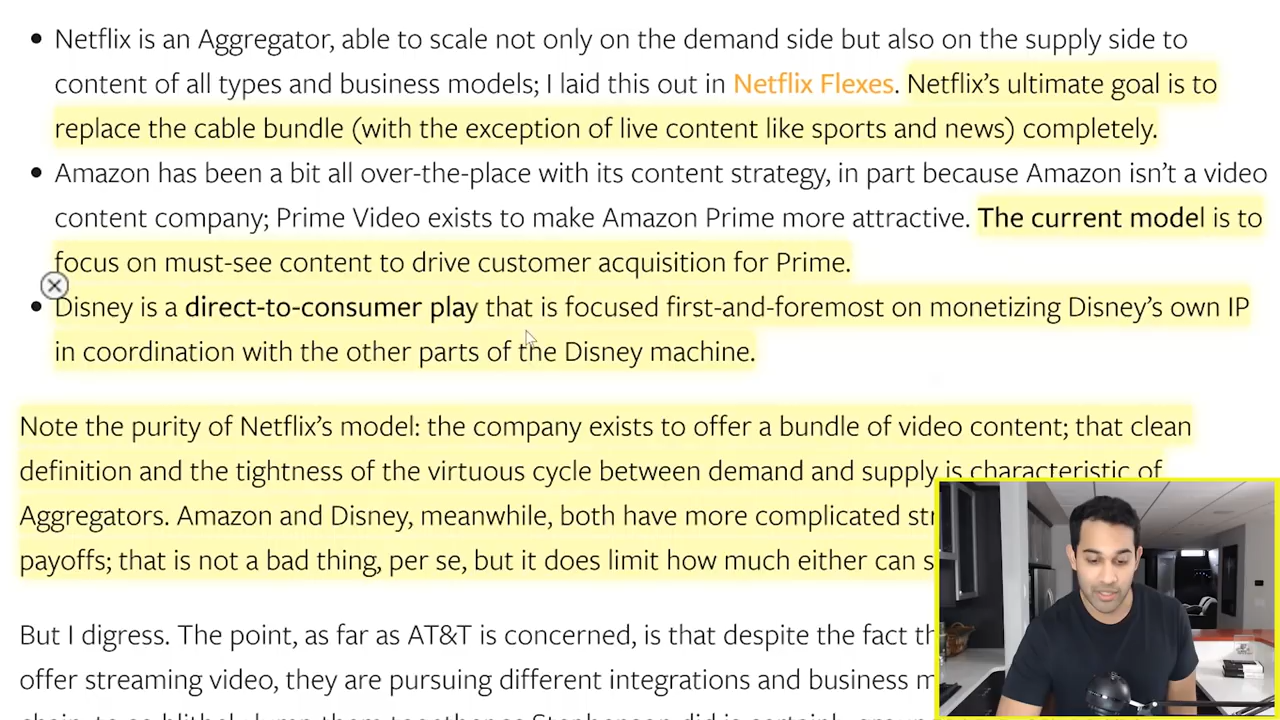 Netflix is an Aggregator, able to scale not only on the demand side but also on the supply side to
content of all types and business models; I laid this out in Netflix Flexes. Netflix’s ultimate goal is to
replace the cable bundle (with the exception of live content like sports and news) completely.
Amazon has been a bit all over-the-place with its content strategy, in part because Amazon isn’t a video
content company; Prime Video exists to make Amazon Prime more attractive. The current model is to
focus on must-see content to drive customer acquisition for Prime.
Disney is a direct-to-consumer play that is focused first-and-foremost on monetizing Disney’s own IP
in coordination with the other parts of the Disney machine.
Note the purity of Netflix’s model: the company exists to offer a bundle of video content; that clean
definition and the tightness of the virtuous cycle between demand and supply is characteristic of
Aggregators. Amazon and Disney, meanwhile, both have more complicated
payoffs; that is not a bad thing, per se, but it does limit how much either can
But I digress. The point, as far as AT&T is concerned, is that despite the fact
offer streaming video, they are pursuing different integrations and business